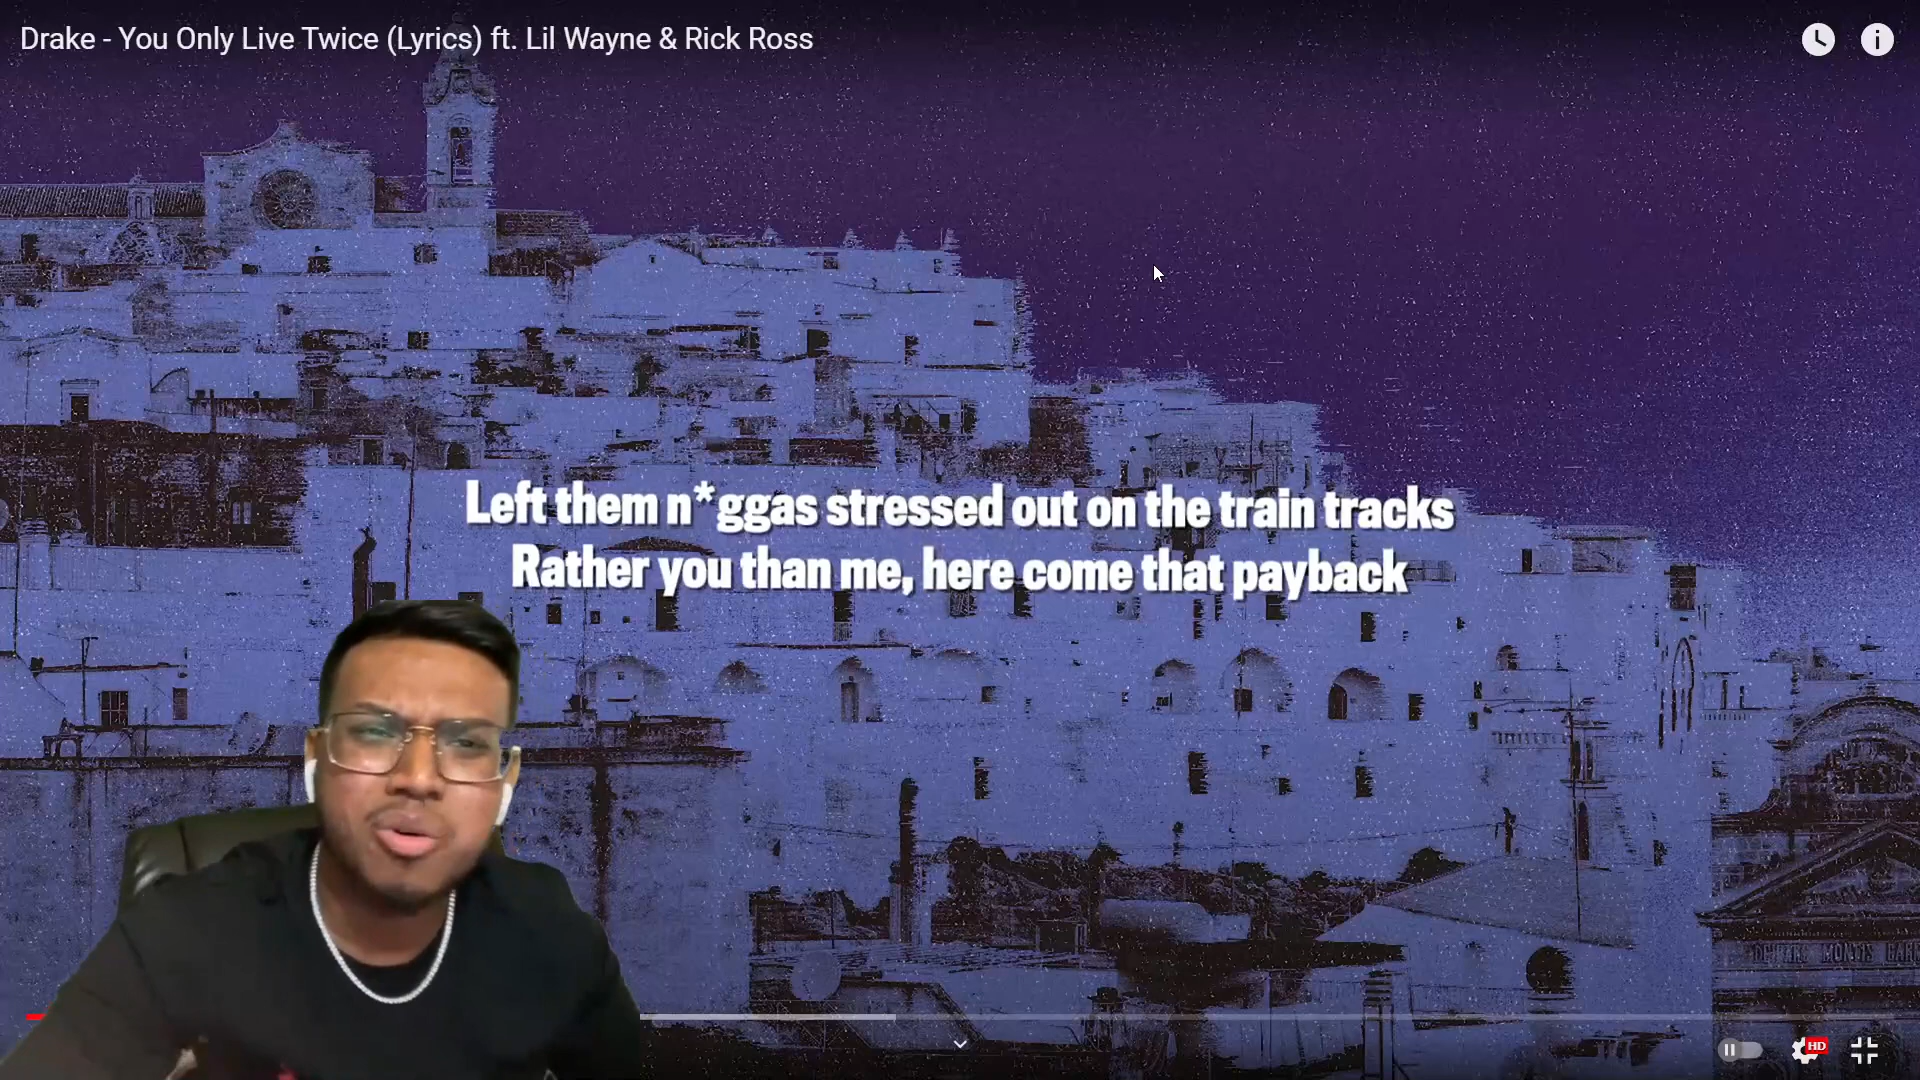 Drake - You Only Live Twice (Lyrics) ft. Lil Wayne & Rick Ross
Left them n*ggas stressed out on the train tracks
Rather you than me, here come that payback
HD